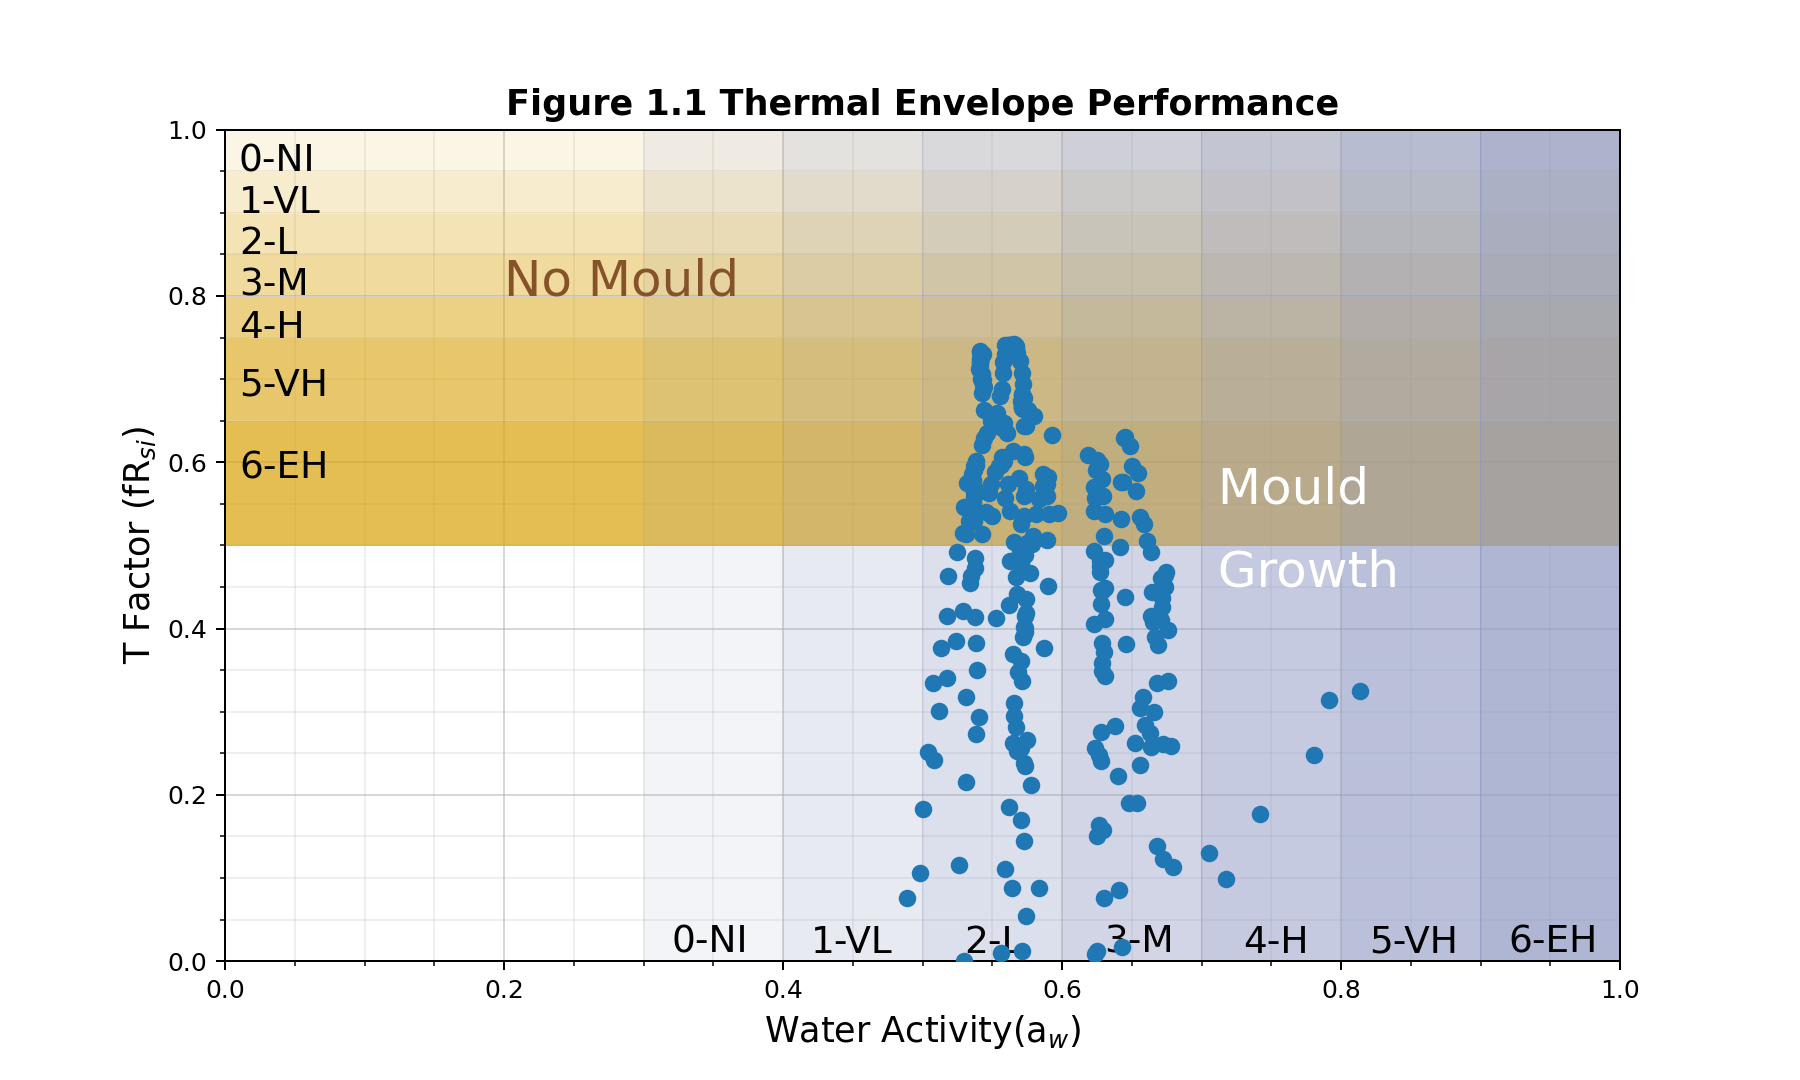 Figure 1.1 Thermal Envelope Performance
1.0
0-NI
1-VL
2-L
3-M
No Mould
0.8
4-H
5-VH
T Factor (fRsi)
0.6
6-EH
Mould
Growth
0.4
0.2
0-NI 1-VL 2-L 3-M 4-H 5-VH 6-EH
0.0
0.0 0.2 0.4 0.6 0.8 1.0
Water Activity(aw)